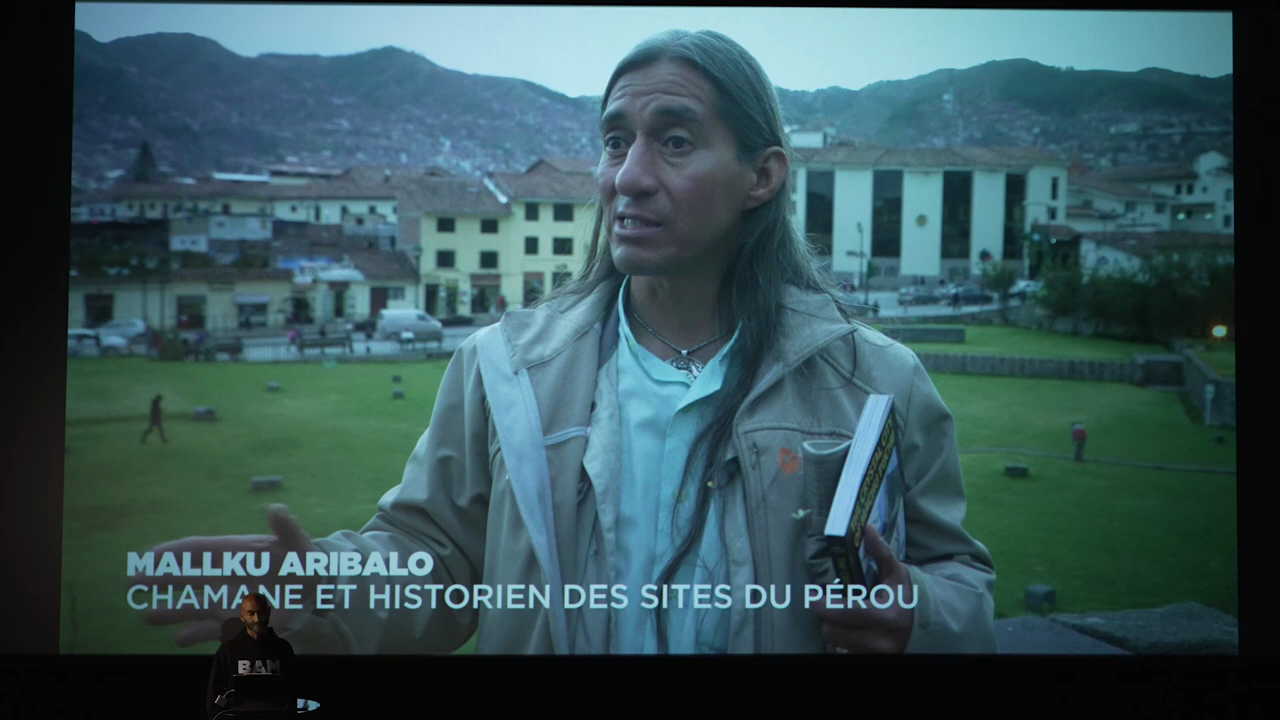 MALLKU ARIBALO
CHAMANE ET HISTORIEN DES SITES DU PÉROU
BAM